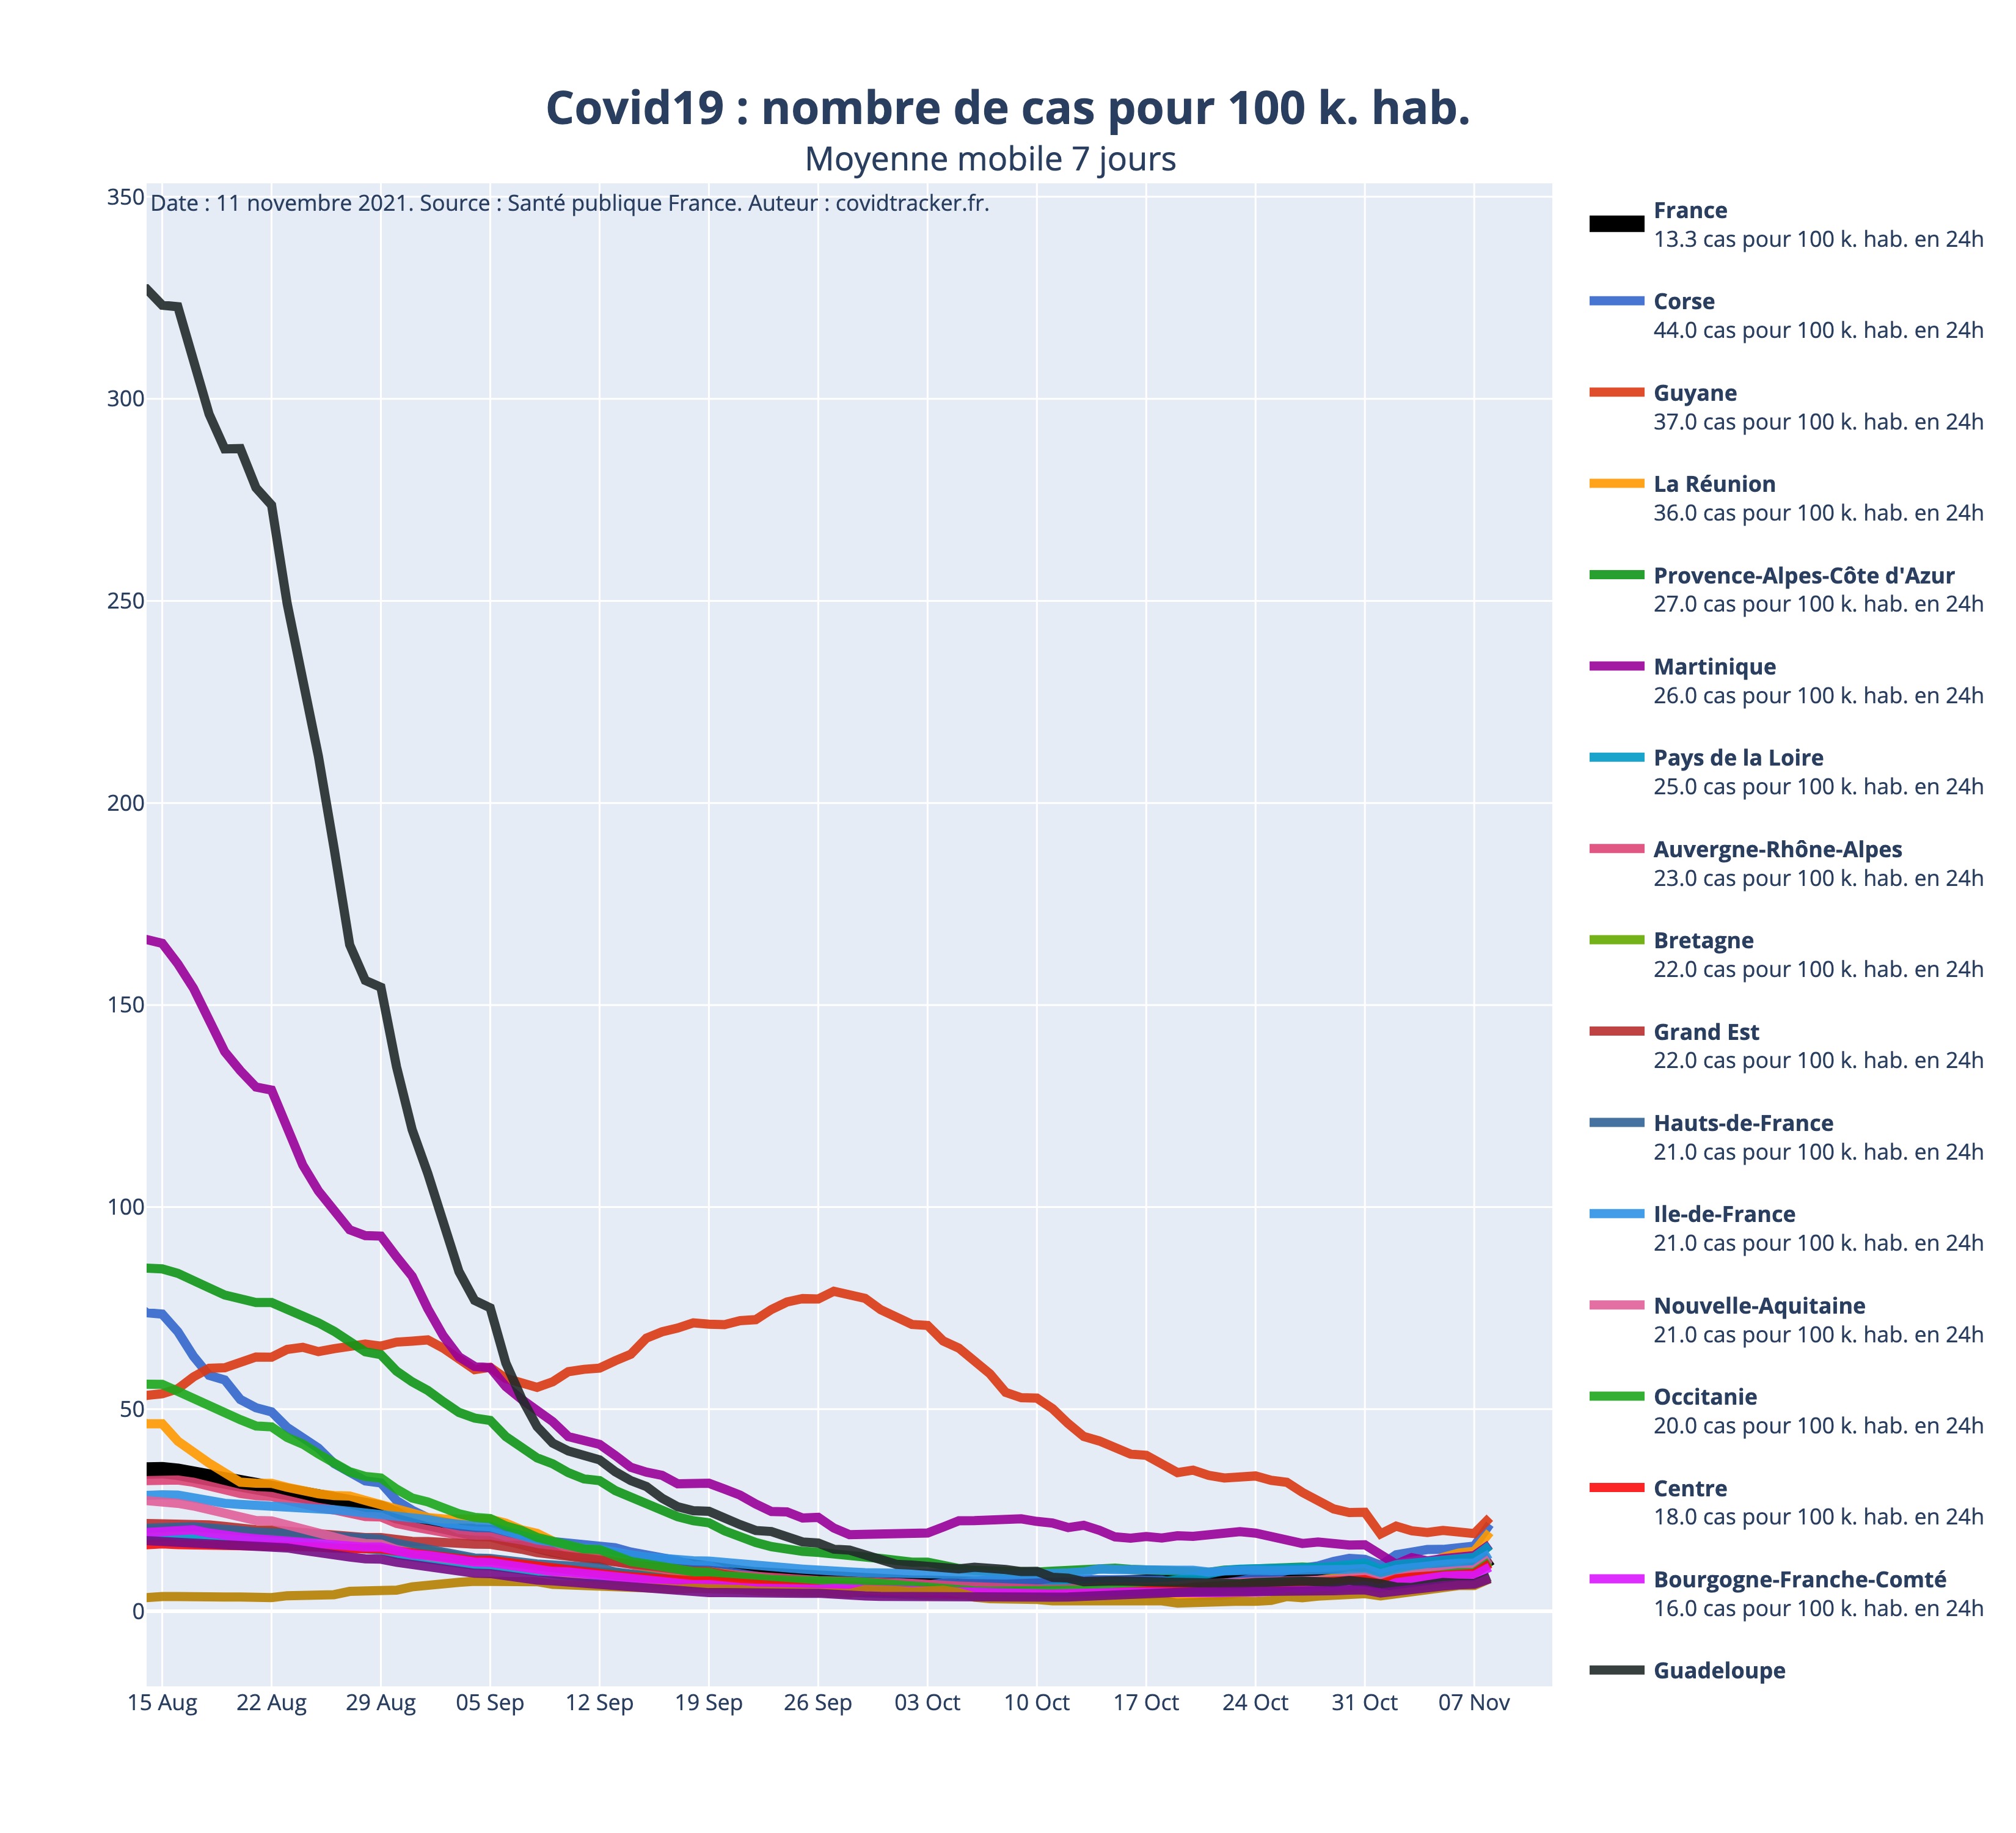 Covid19 : nombre de cas pour 100 k. hab.
Moyenne mobile 7 jours
Date : 11 novembre 2021. Source : Santé publique France. Auteur : covidtracker.fr.
350
300
250
200
150
100
50
0
15 Aug
22 Aug
29 Aug
05 Sep
12 Sep
19 Sep
26 Sep
03 Oct
10 Oct
17 Oct
24 Oct
31 Oct
07 Nov
France
13.3 cas pour 100 k. hab. en 24h
Corse
44.0 cas pour 100 k. hab. en 24h
Guyane
37.0 cas pour 100 k. hab. en 24h
La Réunion
36.0 cas pour 100 k. hab. en 24h
Provence-Alpes-Côte d'Azur
27.0 cas pour 100 k. hab. en 24h
Martinique
26.0 cas pour 100 k. hab. en 24h
Pays de la Loire
25.0 cas pour 100 k. hab. en 24h
Auvergne-Rhône-Alpes
23.0 cas pour 100 k. hab. en 24h
Bretagne
22.0 cas pour 100 k. hab. en 24h
Grand Est
22.0 cas pour 100 k. hab. en 24h
Hauts-de-France
21.0 cas pour 100 k. hab. en 24h
Ile-de-France
21.0 cas pour 100 k. hab. en 24h
Nouvelle-Aquitaine
21.0 cas pour 100 k. hab. en 24h
Occitanie
20.0 cas pour 100 k. hab. en 24h
Centre
18.0 cas pour 100 k. hab. en 24h
Bourgogne-Franche-Comté
16.0 cas pour 100 k. hab. en 24h
Guadeloupe